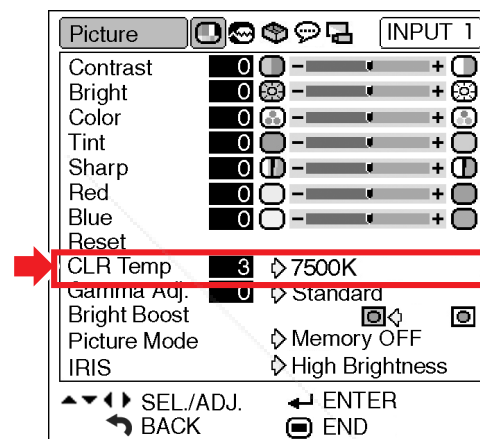 Picture INPUT 1
Contrast 0 - +
Bright 0 - +
Color 0 - +
Tint 0 - +
Sharp 0 - +
Red 0 - +
Blue 0 - +
Reset
CLR Temp 3 7500K
Gamma Adj. 0 Standard
Bright Boost
Picture Mode Memory OFF
IRIS High Brightness
SEL./ADJ. ENTER
BACK END